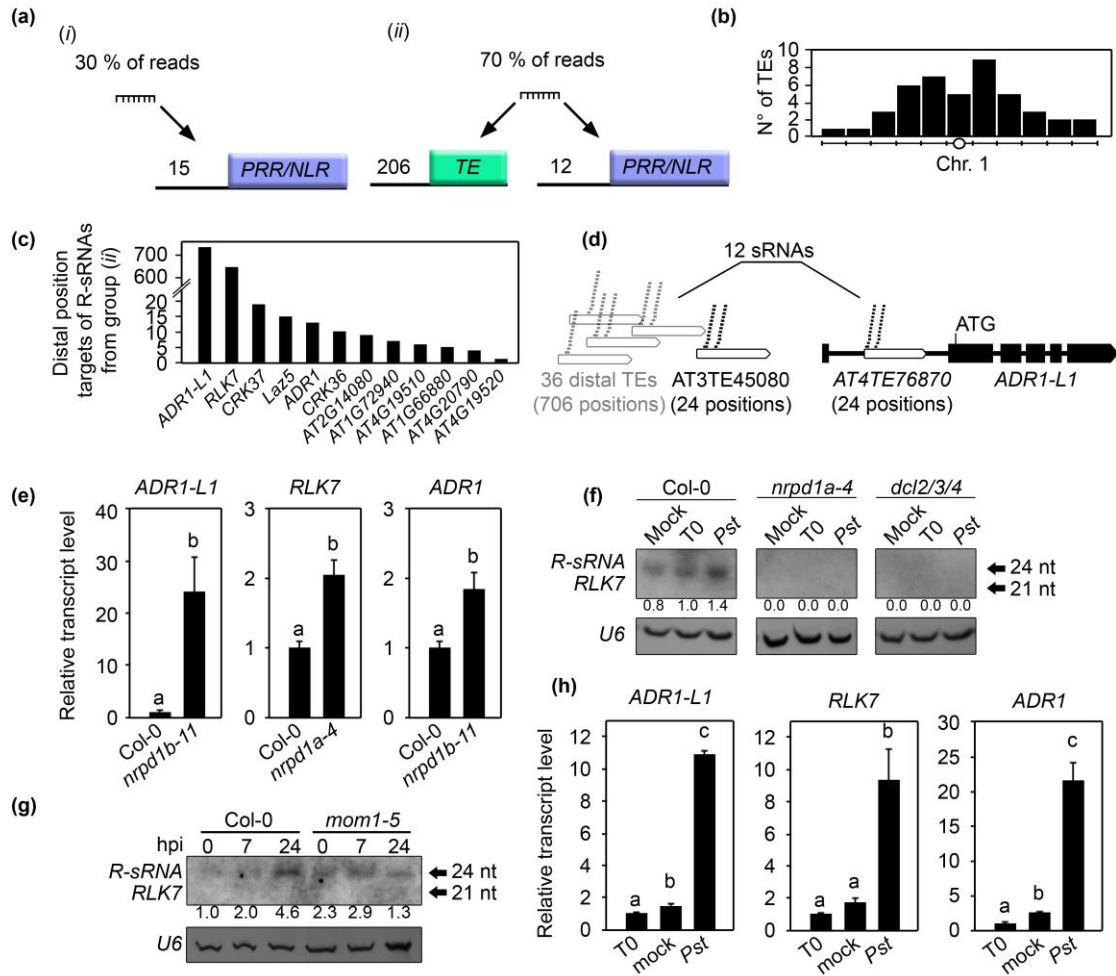 (a)
(i)
30 % of reads
15
PRR/NLR
(ii)
70 % of reads
206
TE
12
PRR/NLR
(b)
N° of TEs
10
8
6
4
2
0
Chr. 1
(c)
Distal position
targets of R-sRNAs
from group (ii)
700
600
20
15
10
5
0
ADR1-L1
RLK7
CRK37
Laz5
ADR1
CRK36
AT2G14080
AT1G72940
AT4G19510
AT1G66880
AT4G20790
AT4G19520
(d)
12 sRNAs
36 distal TEs
(706 positions)
AT3TE45080
(24 positions)
AT4TE76870
(24 positions)
ATG
ADR1-L1
(e)
Relative transcript level
ADR1-L1
40
30
20
10
0
a
b
Col-0
nrpd1b-11
RLK7
3
2
1
0
a
b
Col-0
nrpd1a-4
ADR1
3
2
1
0
a
b
Col-0
nrpd1b-11
(f)
Col-0
nrpd1a-4
dcl2/3/4
Mock
T0
Pst
Mock
T0
Pst
Mock
T0
Pst
R-sRNA
RLK7
24 nt
21 nt
0.8 1.0 1.4
0.0 0.0 0.0
0.0 0.0 0.0
U6
(g)
Col-0
mom1-5
hpi 0 7 24 0 7 24
R-sRNA
RLK7
24 nt
21 nt
1.0 2.0 4.6 2.3 2.9 1.3
U6
(h)
Relative transcript level
ADR1-L1
12
10
8
6
4
2
0
a
b
c
T0
mock
Pst
RLK7
12
10
8
6
4
2
0
a
a
b
T0
mock
Pst
ADR1
30
25
20
15
10
5
0
a
b
c
T0
mock
Pst